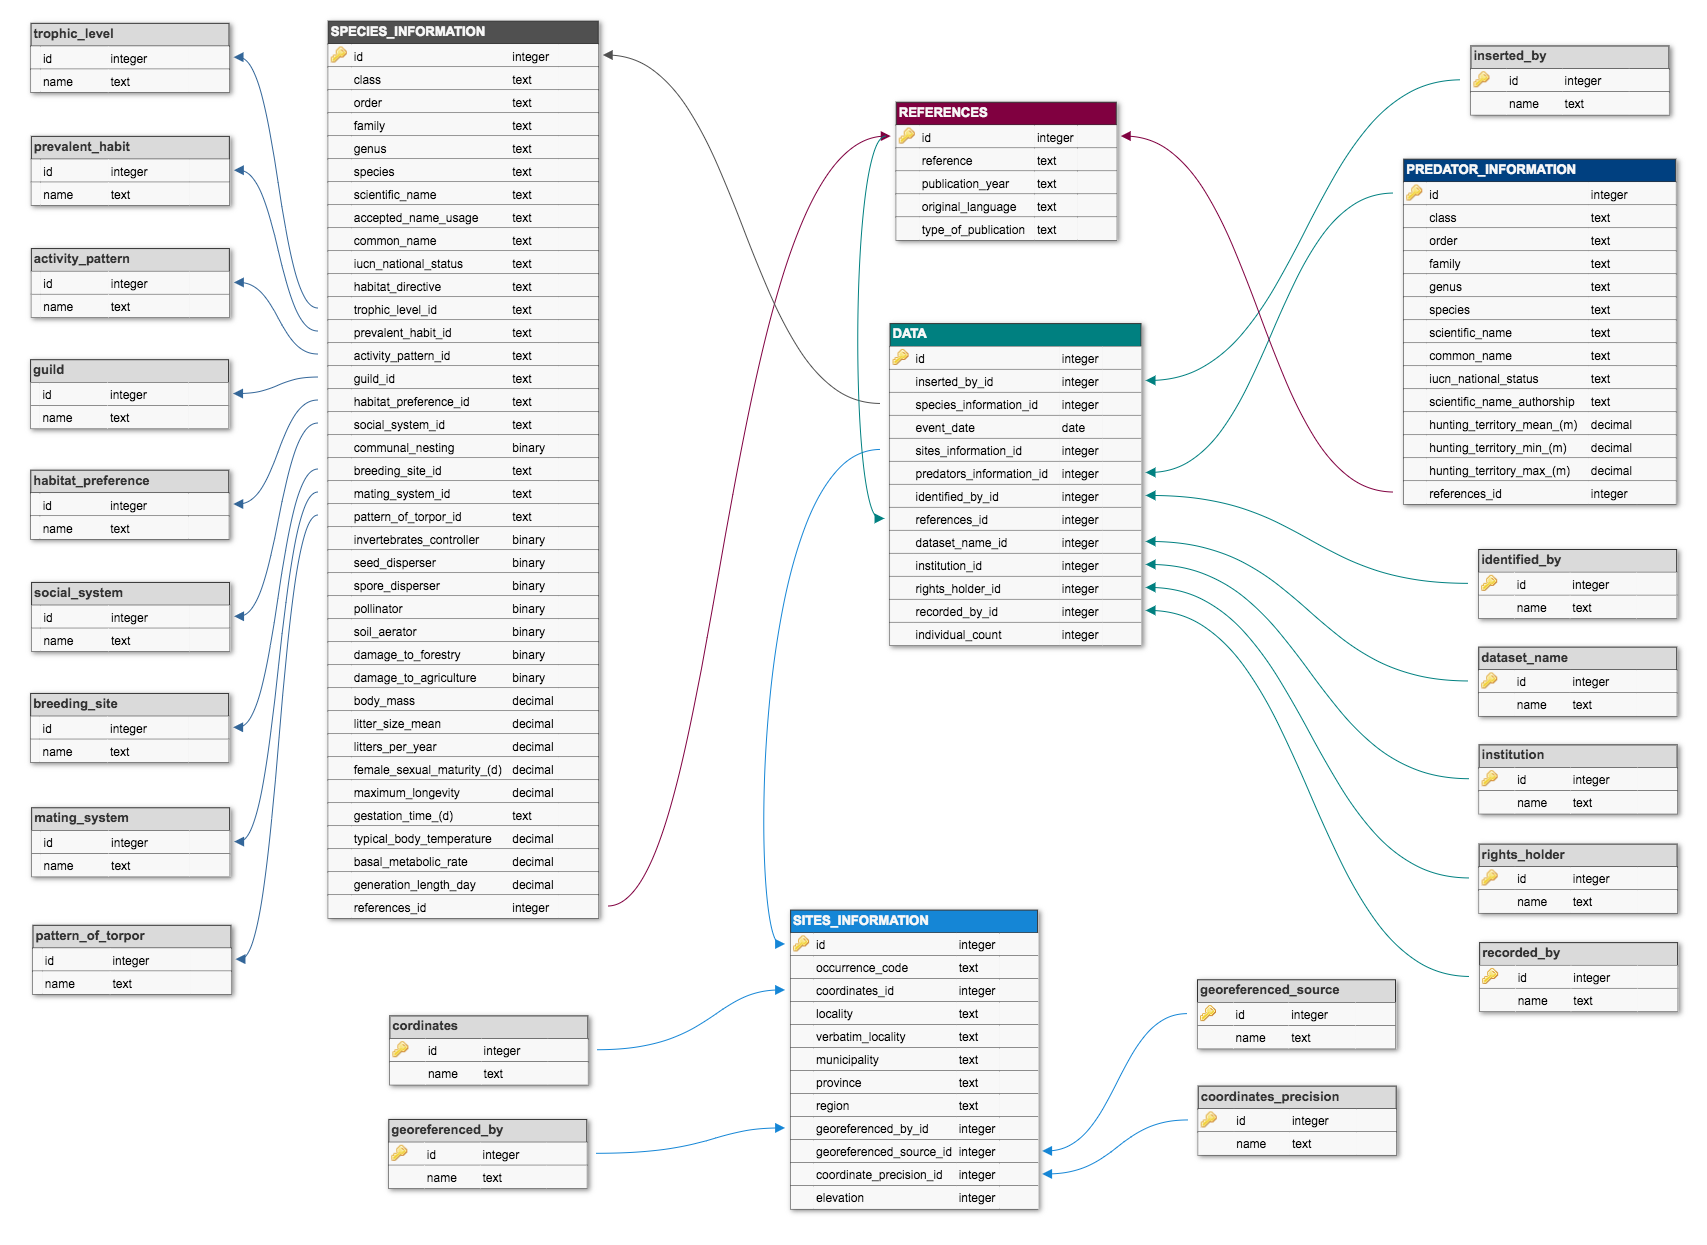 trophic_level
id integer
name text
prevalent_habit
id integer
name text
activity_pattern
id integer
name text
guild
id integer
name text
habitat_preference
id integer
name text
social_system
id integer
name text
breeding_site
id integer
name text
mating_system
id integer
name text
pattern_of_torpor
id integer
name text
SPECIES_INFORMATION
id integer
class text
order text
family text
genus text
species text
scientific_name text
accepted_name_usage text
common_name text
iucn_national_status text
habitat_directive text
trophic_level_id text
prevalent_habit_id text
activity_pattern_id text
guild_id text
habitat_preference_id text
social_system_id text
communal_nesting binary
breeding_site_id text
mating_system_id text
pattern_of_torpor_id text
invertebrates_controller binary
seed_disperser binary
spore_disperser binary
pollinator binary
soil_aerator binary
damage_to_forestry binary
damage_to_agriculture binary
body_mass decimal
litter_size_mean decimal
litters_per_year decimal
female_sexual_maturity_(d) decimal
maximum_longevity decimal
gestation_time_(d) text
typical_body_temperature decimal
basal_metabolic_rate decimal
generation_length_day decimal
references_id integer
REFERENCES
id integer
reference text
publication_year text
original_language text
type_of_publication text
DATA
id integer
inserted_by_id integer
species_information_id integer
event_date date
sites_information_id integer
predators_information_id integer
identified_by_id integer
references_id integer
dataset_name_id integer
institution_id integer
rights_holder_id integer
recorded_by_id integer
individual_count integer
inserted_by
id integer
name text
PREDATOR_INFORMATION
id integer
class text
order text
family text
genus text
species text
scientific_name text
common_name text
iucn_national_status text
scientific_name_authorship text
hunting_territory_mean_(m) decimal
hunting_territory_min_(m) decimal
hunting_territory_max_(m) decimal
references_id integer
identified_by
id integer
name text
dataset_name
id integer
name text
institution
id integer
name text
rights_holder
id integer
name text
recorded_by
id integer
name text
SITES_INFORMATION
id integer
occurrence_code text
coordinates_id integer
locality text
verbatim_locality text
municipality text
province text
region text
georeferenced_by_id integer
georeferenced_source_id integer
coordinate_precision_id integer
elevation integer
cordinates
id integer
name text
georeferenced_by
id integer
name text
georeferenced_source
id integer
name text
coordinates_precision
id integer
name text